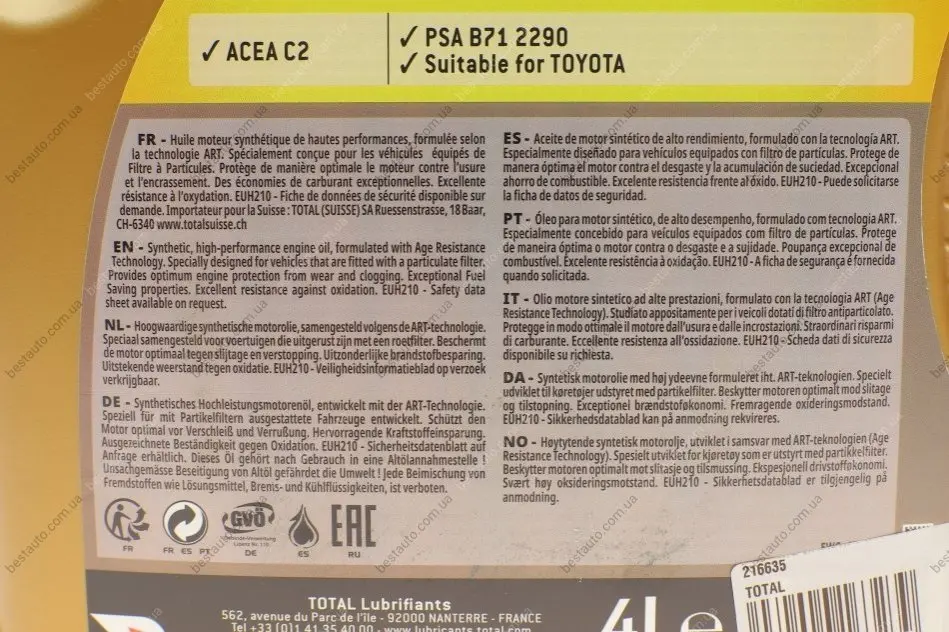 ✓ ACEA C2
✓ PSA B71 2290
✓ Suitable for TOYOTA
FR - Huile moteur synthétique de hautes performances, formulée selon
la technologie ART. Spécialement conçue pour les véhicules équipés de
Filtre à Particules. Protège de manière optimale le moteur contre l'usure
et l'encrassement. Des économies de carburant exceptionnelles. Excellente
résistance à l'oxydation. EUH210 - Fiche de données de sécurité disponible sur
demande. Importateur pour la Suisse : TOTAL (SUISSE) SA Ruessenstrasse, 18 Baar,
CH-6340 www.totalsuisse.ch
EN - Synthetic, high-performance engine oil, formulated with Age Resistance
Technology. Specially designed for vehicles that are fitted with a particulate filter.
Provides optimum engine protection from wear and clogging. Exceptional Fuel
Saving properties. Excellent resistance against oxidation. EUH210 - Safety data
sheet available on request.
NL - Hoogwaardige synthetische motorolie, samengesteld volgens de ART-technologie.
Speciaal samengesteld voor voertuigen die uitgerust zijn met een roetfilter. Beschermt
de motor optimaal tegen slijtage en verstopping. Uitzonderlijke brandstofbesparing.
Uitstekende weerstand tegen oxidatie. EUH210 - Veiligheidsinformatieblad op verzoek
verkrijgbaar.
DE - Synthetisches Hochleistungsmotorenöl, entwickelt mit der ART-Technologie.
Speziell für mit Partikelfiltern ausgestattete Fahrzeuge entwickelt. Schützt den
Motor optimal vor Verschleiß und Verrußung. Hervorragende Kraftstoffeinsparung.
Ausgezeichnete Beständigkeit gegen Oxidation. EUH210 - Sicherheitsdatenblatt auf
Anfrage erhältlich. Dieses Öl gehört nach Gebrauch in eine Altölannahmestelle !
Unsachgemässe Beseitigung von Altöl gefährdet die Umwelt ! Jede Beimischung von
Fremdstoffen wie Lösungsmittel, Brems- und Kühlflüssigkeiten, ist verboten.
ES - Aceite de motor sintético de alto rendimiento, formulado con la tecnología ART.
Especialmente diseñado para vehículos equipados con filtro de partículas. Protege de
manera óptima el motor contra el desgaste y la acumulación de suciedad. Excepcional
ahorro de combustible. Excelente resistencia frente al óxido. EUH210 - Puede solicitarse
la ficha de datos de seguridad.
PT - Óleo para motor sintético, de alto desempenho, formulado com tecnologia ART.
Especialmente concebido para veículos equipados com filtro de partículas. Protege
de maneira óptima o motor contra o desgaste e a sujidade. Poupança excepcional de
combustível. Excelente resistência à oxidação. EUH210 - A ficha de segurança é fornecida
quando solicitada.
IT - Olio motore sintetico ad alte prestazioni, formulato con la tecnologia ART (Age
Resistance Technology). Studiato appositamente per i veicoli dotati di filtro antiparticolato.
Protegge in modo ottimale il motore dall'usura e dalle incrostazioni. Straordinari risparmi
di carburante. Eccellente resistenza all'ossidazione. EUH210 - Scheda dati di sicurezza
disponibile su richiesta.
DA - Syntetisk motorolie med høj ydeevne formuleret iht. ART-teknologien. Specielt
udviklet til køretøjer udstyret med partikelfilter. Beskytter motoren optimalt mod slitage
og tilstopning. Exceptionel brændstoføkonomi. Fremragende oxideringsmodstand.
EUH210 - Sikkerhedsdatablad kan på anmodning rekvireres.
NO - Høytytende syntetisk motorolje, utviklet i samsvar med ART-teknologien (Age
Resistance Technology). Spesielt utviklet for kjøretøy som er utstyrt med partikkelfilter.
Beskytter motoren optimalt mot slitasje og tilsmussing. Eksepsjonell drivstofføkonomi.
Svært høy oksideringsmotstand. EUH210 - Sikkerhetsdatablad er tilgjengelig på
anmodning.
FR
FR ES PT
GVÖ
Gebinde-Verwertung
Lizenz Nr. 110
DE
ES
EAC
RU
TOTAL Lubrifiants
562, avenue du Parc de l'île - 92000 NANTERRE - FRANCE
Tel +33 (0)1 41 35 40 00 - www.lubricants.total.com
4L e
216635
TOTAL
bestauto.com.ua